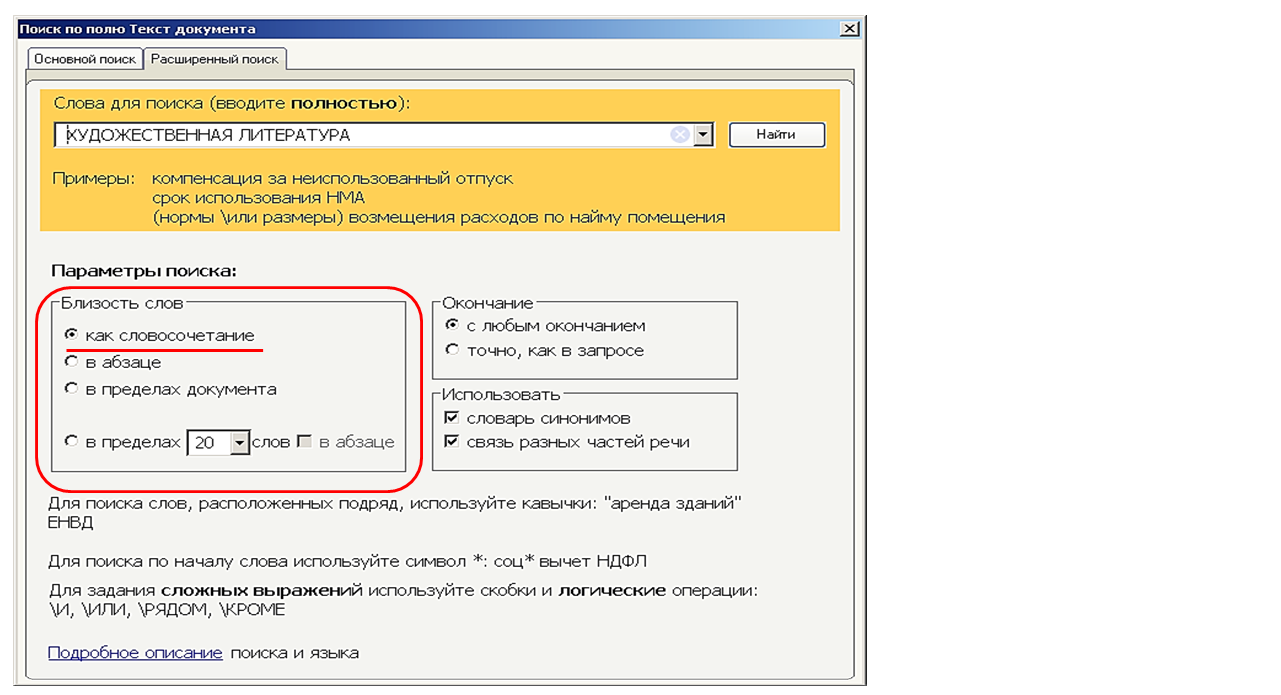 Поиск по полю Текст документа
Основной поиск Расширенный поиск
Слова для поиска (вводите полностью):
ХУДОЖЕСТВЕННАЯ ЛИТЕРАТУРА Найти
Примеры: компенсация за неиспользованный отпуск
срок использования НМА
(нормы \или размеры) возмещения расходов по найму помещения
Параметры поиска:
Близость слов
как словосочетание
в абзаце
в пределах документа
в пределах 20 слов в абзаце
Окончание
с любым окончанием
точно, как в запросе
Использовать
словарь синонимов
связь разных частей речи
Для поиска слов, расположенных подряд, используйте кавычки: "аренда зданий"
ЕНВД
Для поиска по началу слова используйте символ *: соц* вычет НДФЛ
Для задания сложных выражений используйте скобки и логические операции:
\И, \ИЛИ, \РЯДОМ, \КРОМЕ
Подробное описание поиска и языка